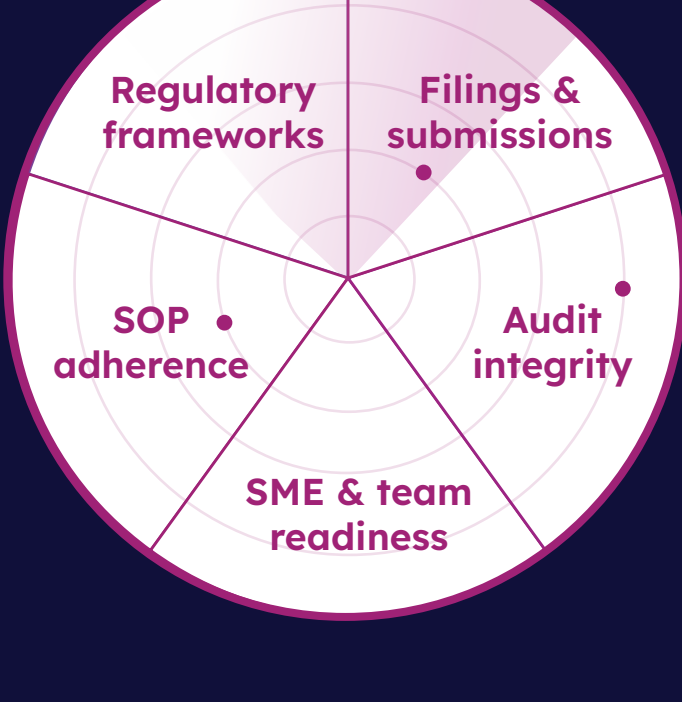 Regulatory
frameworks
Filings &
submissions
SOP
adherence
Audit
integrity
SME & team
readiness